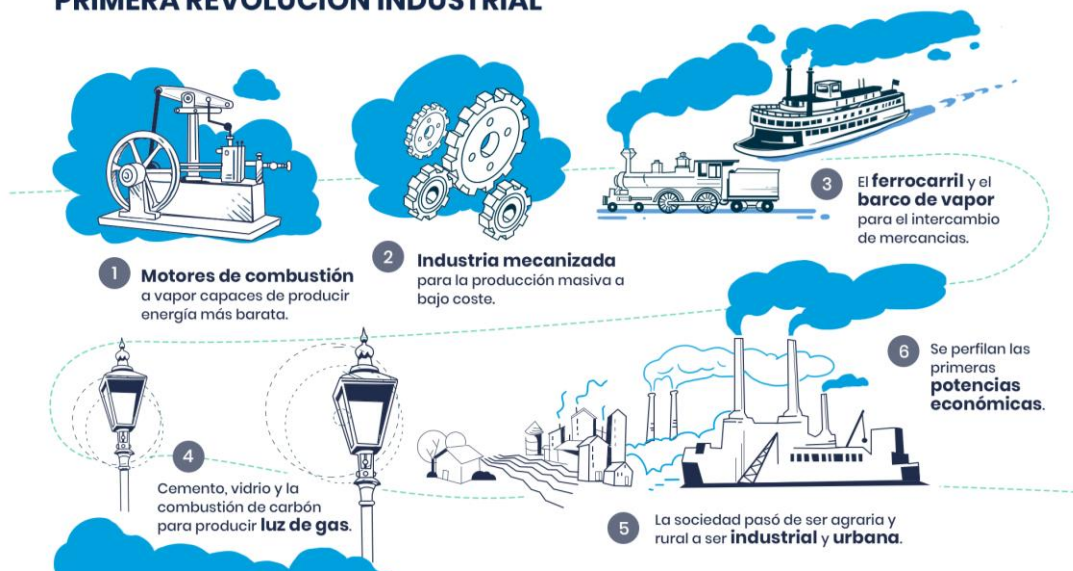 PRIMERA REVOLUCIÓN INDUSTRIAL
1
Motores de combustión
a vapor capaces de producir
energía más barata.
2
Industria mecanizada
para la producción masiva a
bajo coste.
3
El ferrocarril y el
barco de vapor
para el intercambio
de mercancias.
4
Cemento, vidrio y la
combustión de carbón
para producir luz de gas.
5
La sociedad pasó de ser agraria y
rural a ser industrial y urbana.
6
Se perfilan las
primeras
potencias
económicas.